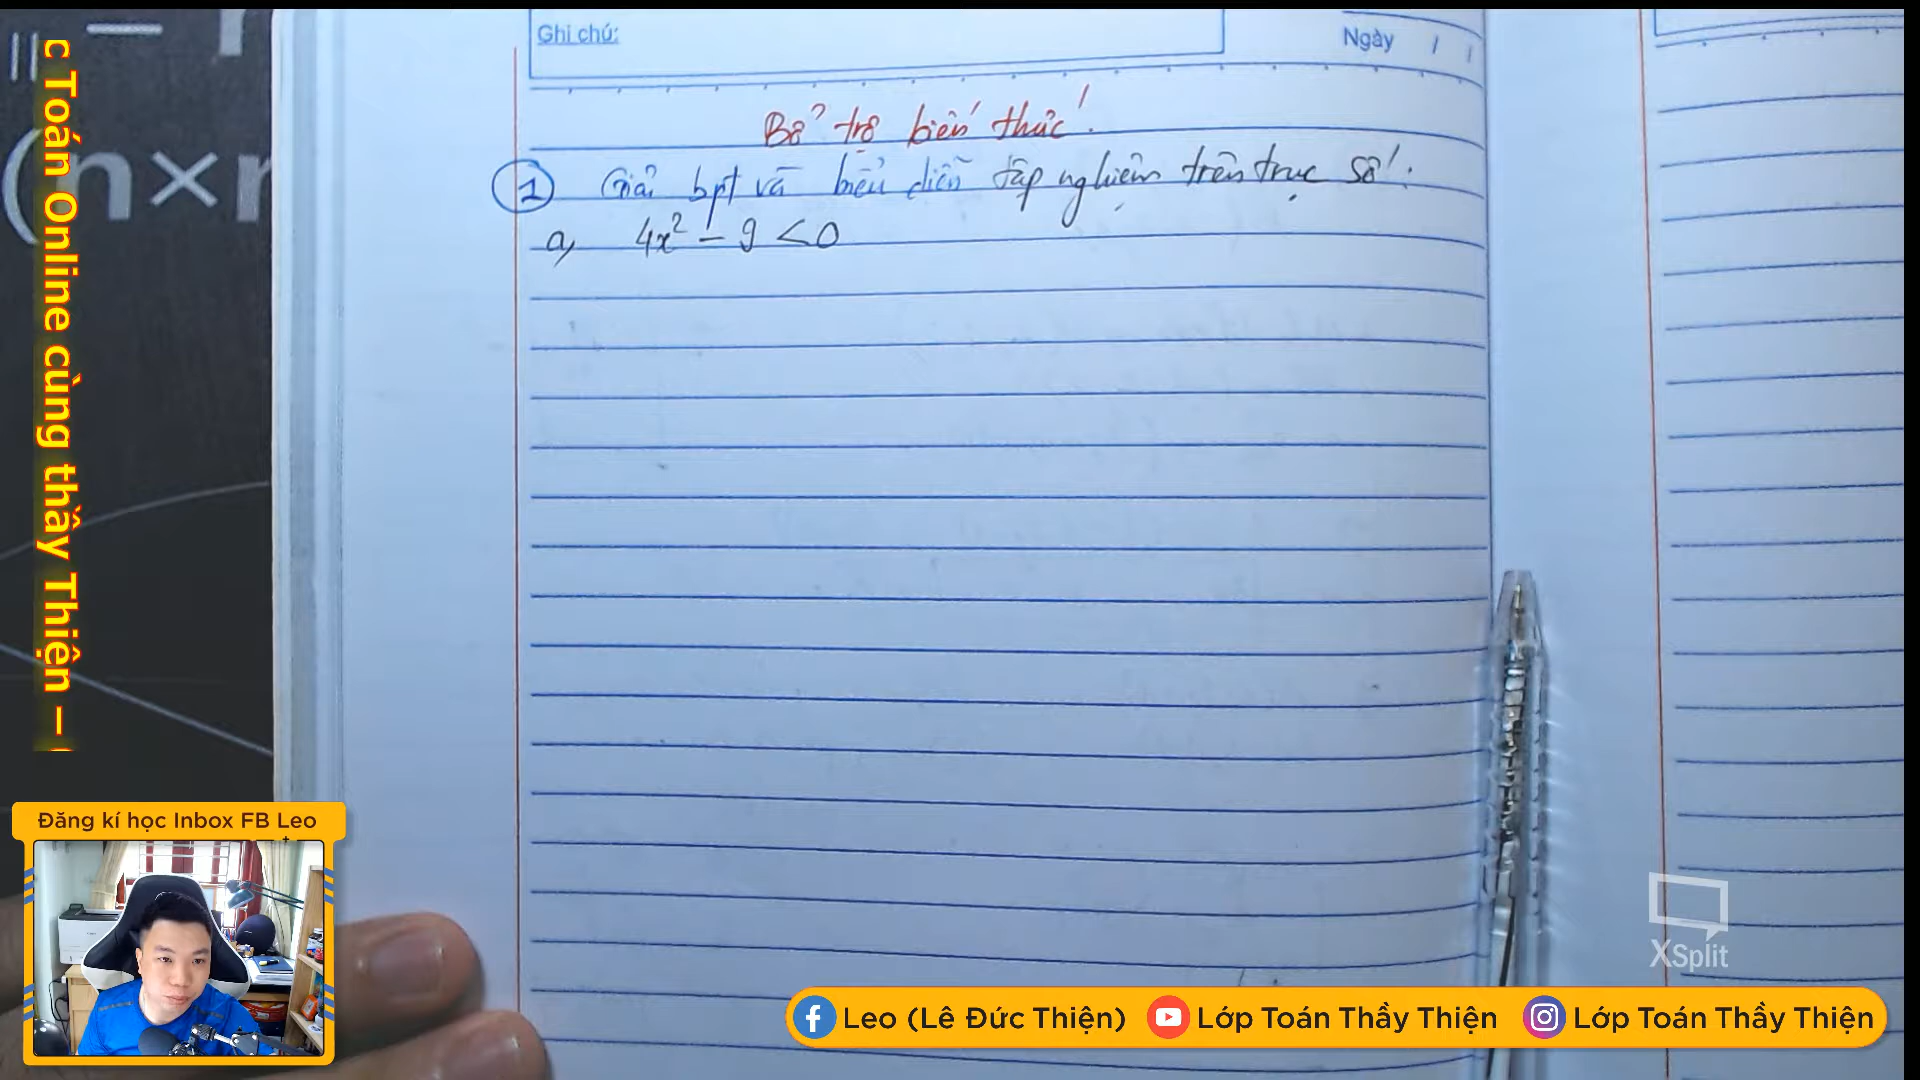 Ghi chú:
Ngày / /
Bổ trợ biến thức!
1 Giải bpt và biểu diễn tập nghiệm trên trục số:
a, 4x² - 9 < 0
c Toán Online cùng thầy Thiện –
(n×n
Đăng kí học Inbox FB Leo
XSplit
Leo (Lê Đức Thiện) Lớp Toán Thầy Thiện Lớp Toán Thầy Thiện